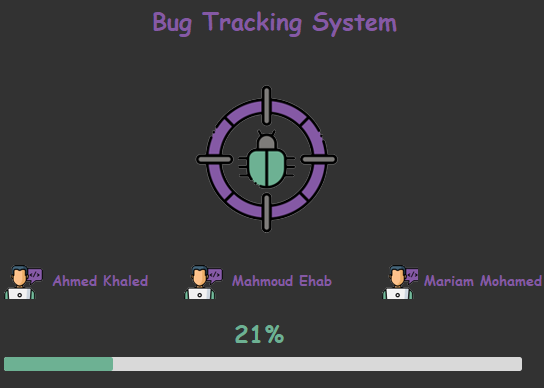 Bug Tracking System
Ahmed Khaled Mahmoud Ehab Mariam Mohamed
21%